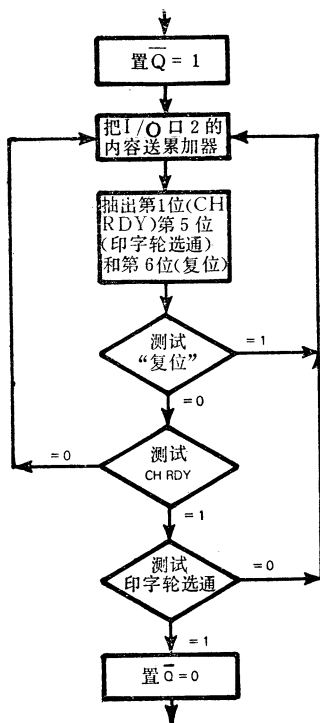 置Q̅ = 1
把I/O 口 2 的
内容送累加器
抽出第1位(CH
RDY)第 5 位
(印字轮选通)
和第 6位(复位)
测试
“复位”
= 1
= 0
测试
CH RDY
= 0
= 1
测试
印字轮选通
= 0
= 1
置 Q̅ =0